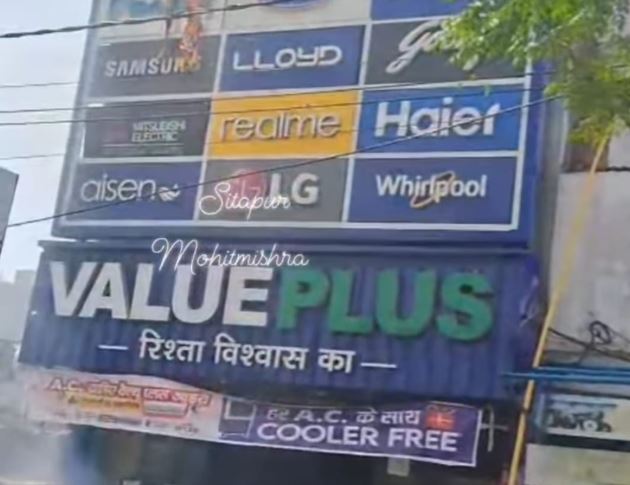 SAMSUNG LLOYD
MITSUBISHI ELECTRIC realme Haier
aisen LG Whirlpool
Sitapur
Mohitmishra
VALUE PLUS
— रिश्ता विश्वास का —
हर A.C. के साथ
COOLER FREE